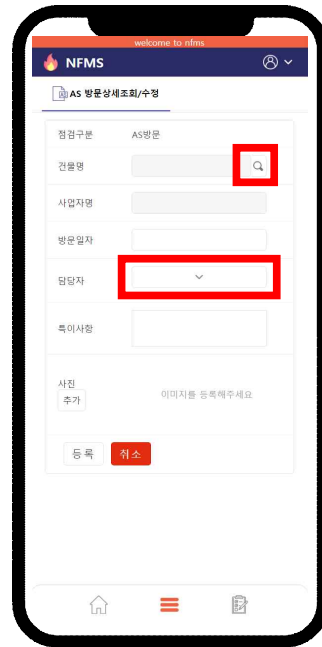 welcome to nfms
NFMS
AS 방문상세조회/수정
점검구분 AS방문
건물명
사업자명
방문일자
담당자
특이사항
사진
추가
이미지를 등록해주세요
등록 취소